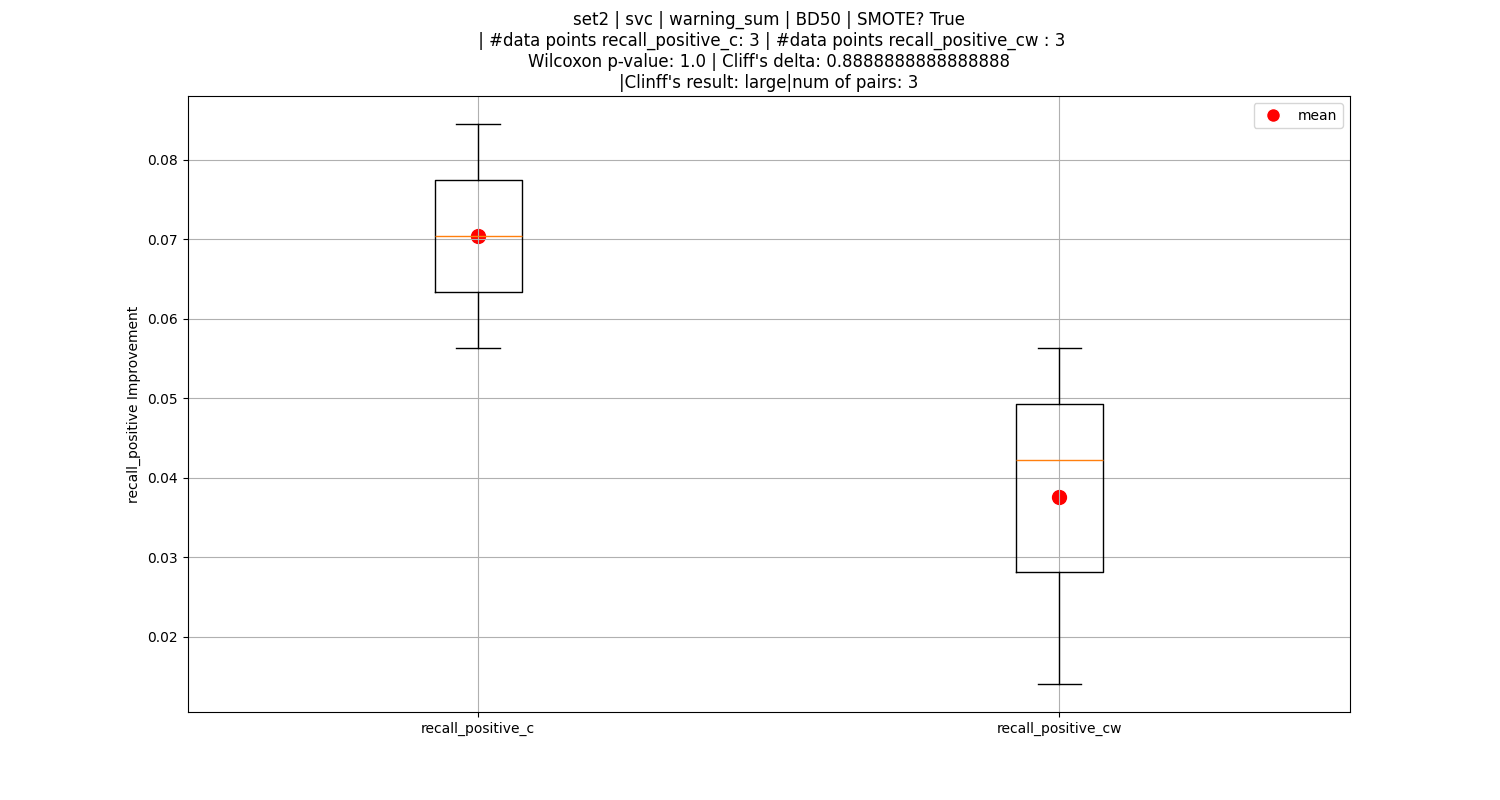 set2 | svc | warning_sum | BD50 | SMOTE? True
| #data points recall_positive_c: 3 | #data points recall_positive_cw : 3
Wilcoxon p-value: 1.0 | Cliff's delta: 0.8888888888888888
|Clinff's result: large|num of pairs: 3
mean
0.08
0.07
0.06
0.05
0.04
0.03
0.02
recall_positive Improvement
recall_positive_c
recall_positive_cw